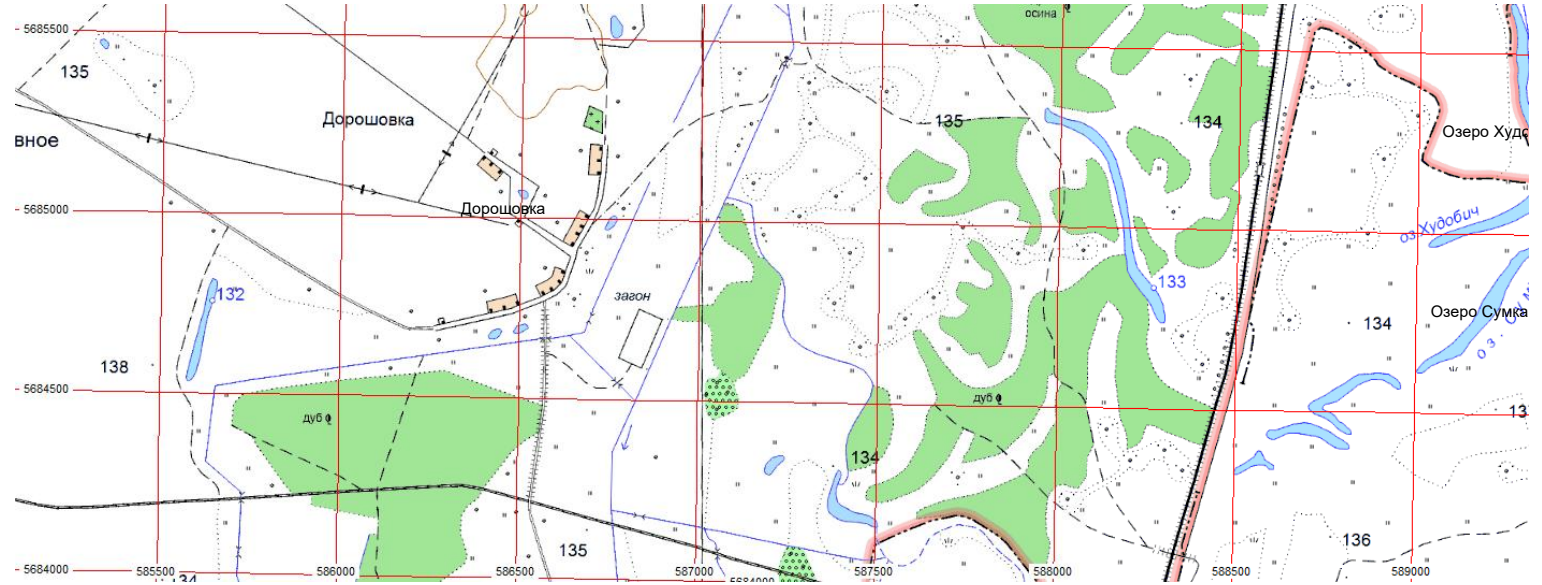 осина
5685500
135
вное
Дорошовка
135
134
Озеро Худо
Дорошовка
5685000
оз.Худобич
132
загон
133
134
Озеро Сумка
138
5684500
дуб
дуб
13
134
135
136
5684000
585500
586000
586500
587000
587500
588000
588500
589000
5684000
134